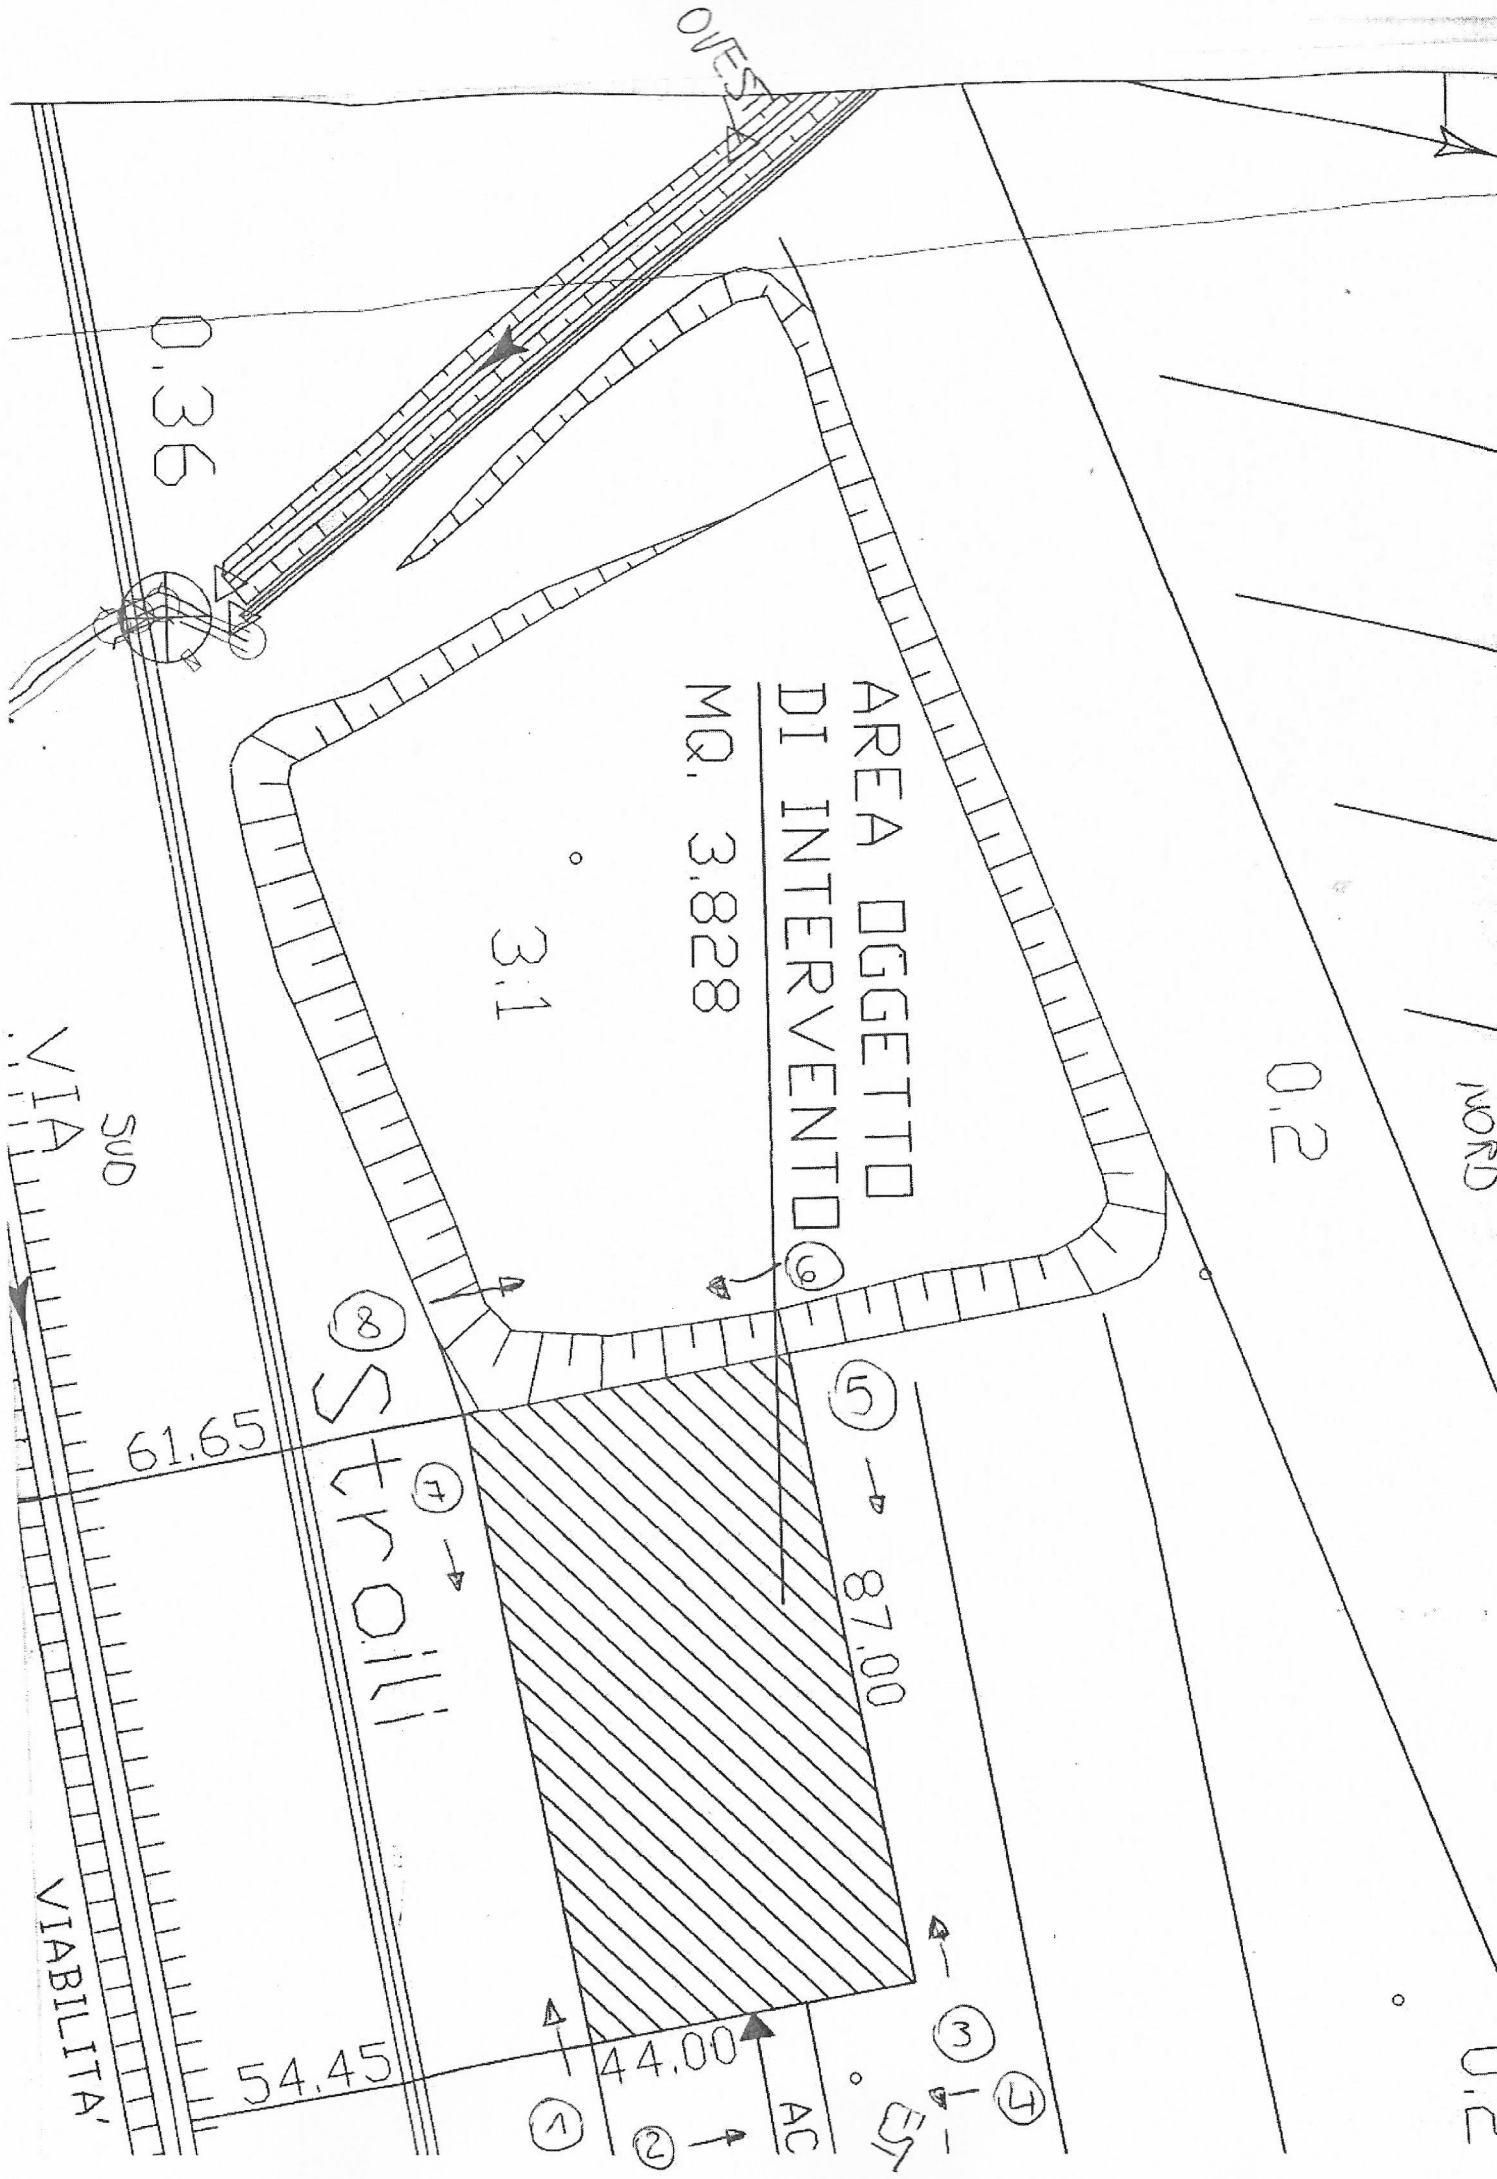 OVEST
0.36
AREA OGGETTO
DI INTERVENTO
MQ. 3.828
3.1
0.2
NORD
VIA
SUD
6
8
Stroili
5
7
61.65
87.00
VIABILITA'
54.45
44.00
1
2
3
4
AC
EST